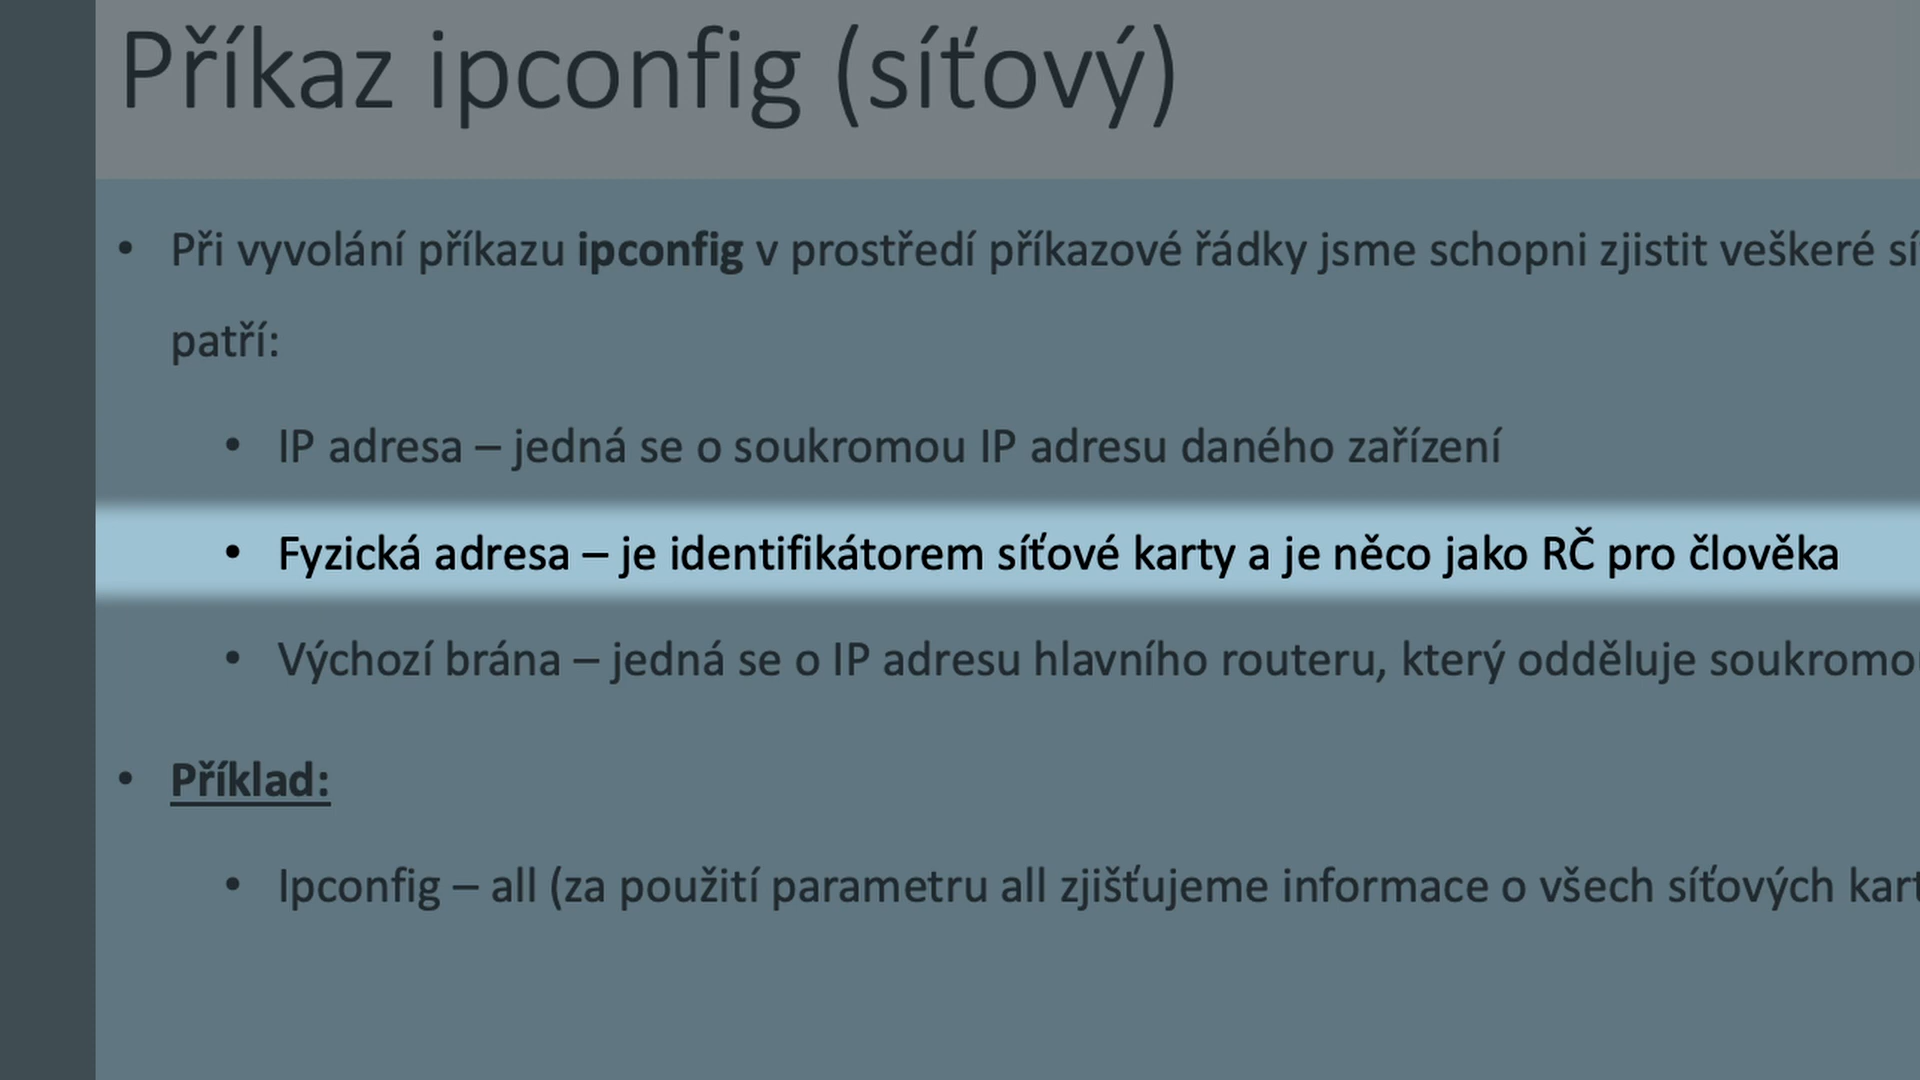 Příkaz ipconfig (síťový)
• Při vyvolání příkazu ipconfig v prostředí příkazové řádky jsme schopni zjistit veškeré
patří:
• IP adresa – jedná se o soukromou IP adresu daného zařízení
• Fyzická adresa – je identifikátorem síťové karty a je něco jako RČ pro člověka
• Výchozí brána – jedná se o IP adresu hlavního routeru, který odděluje
• Příklad:
• Ipconfig – all (za použití parametru all zjišťujeme informace o všech síťových